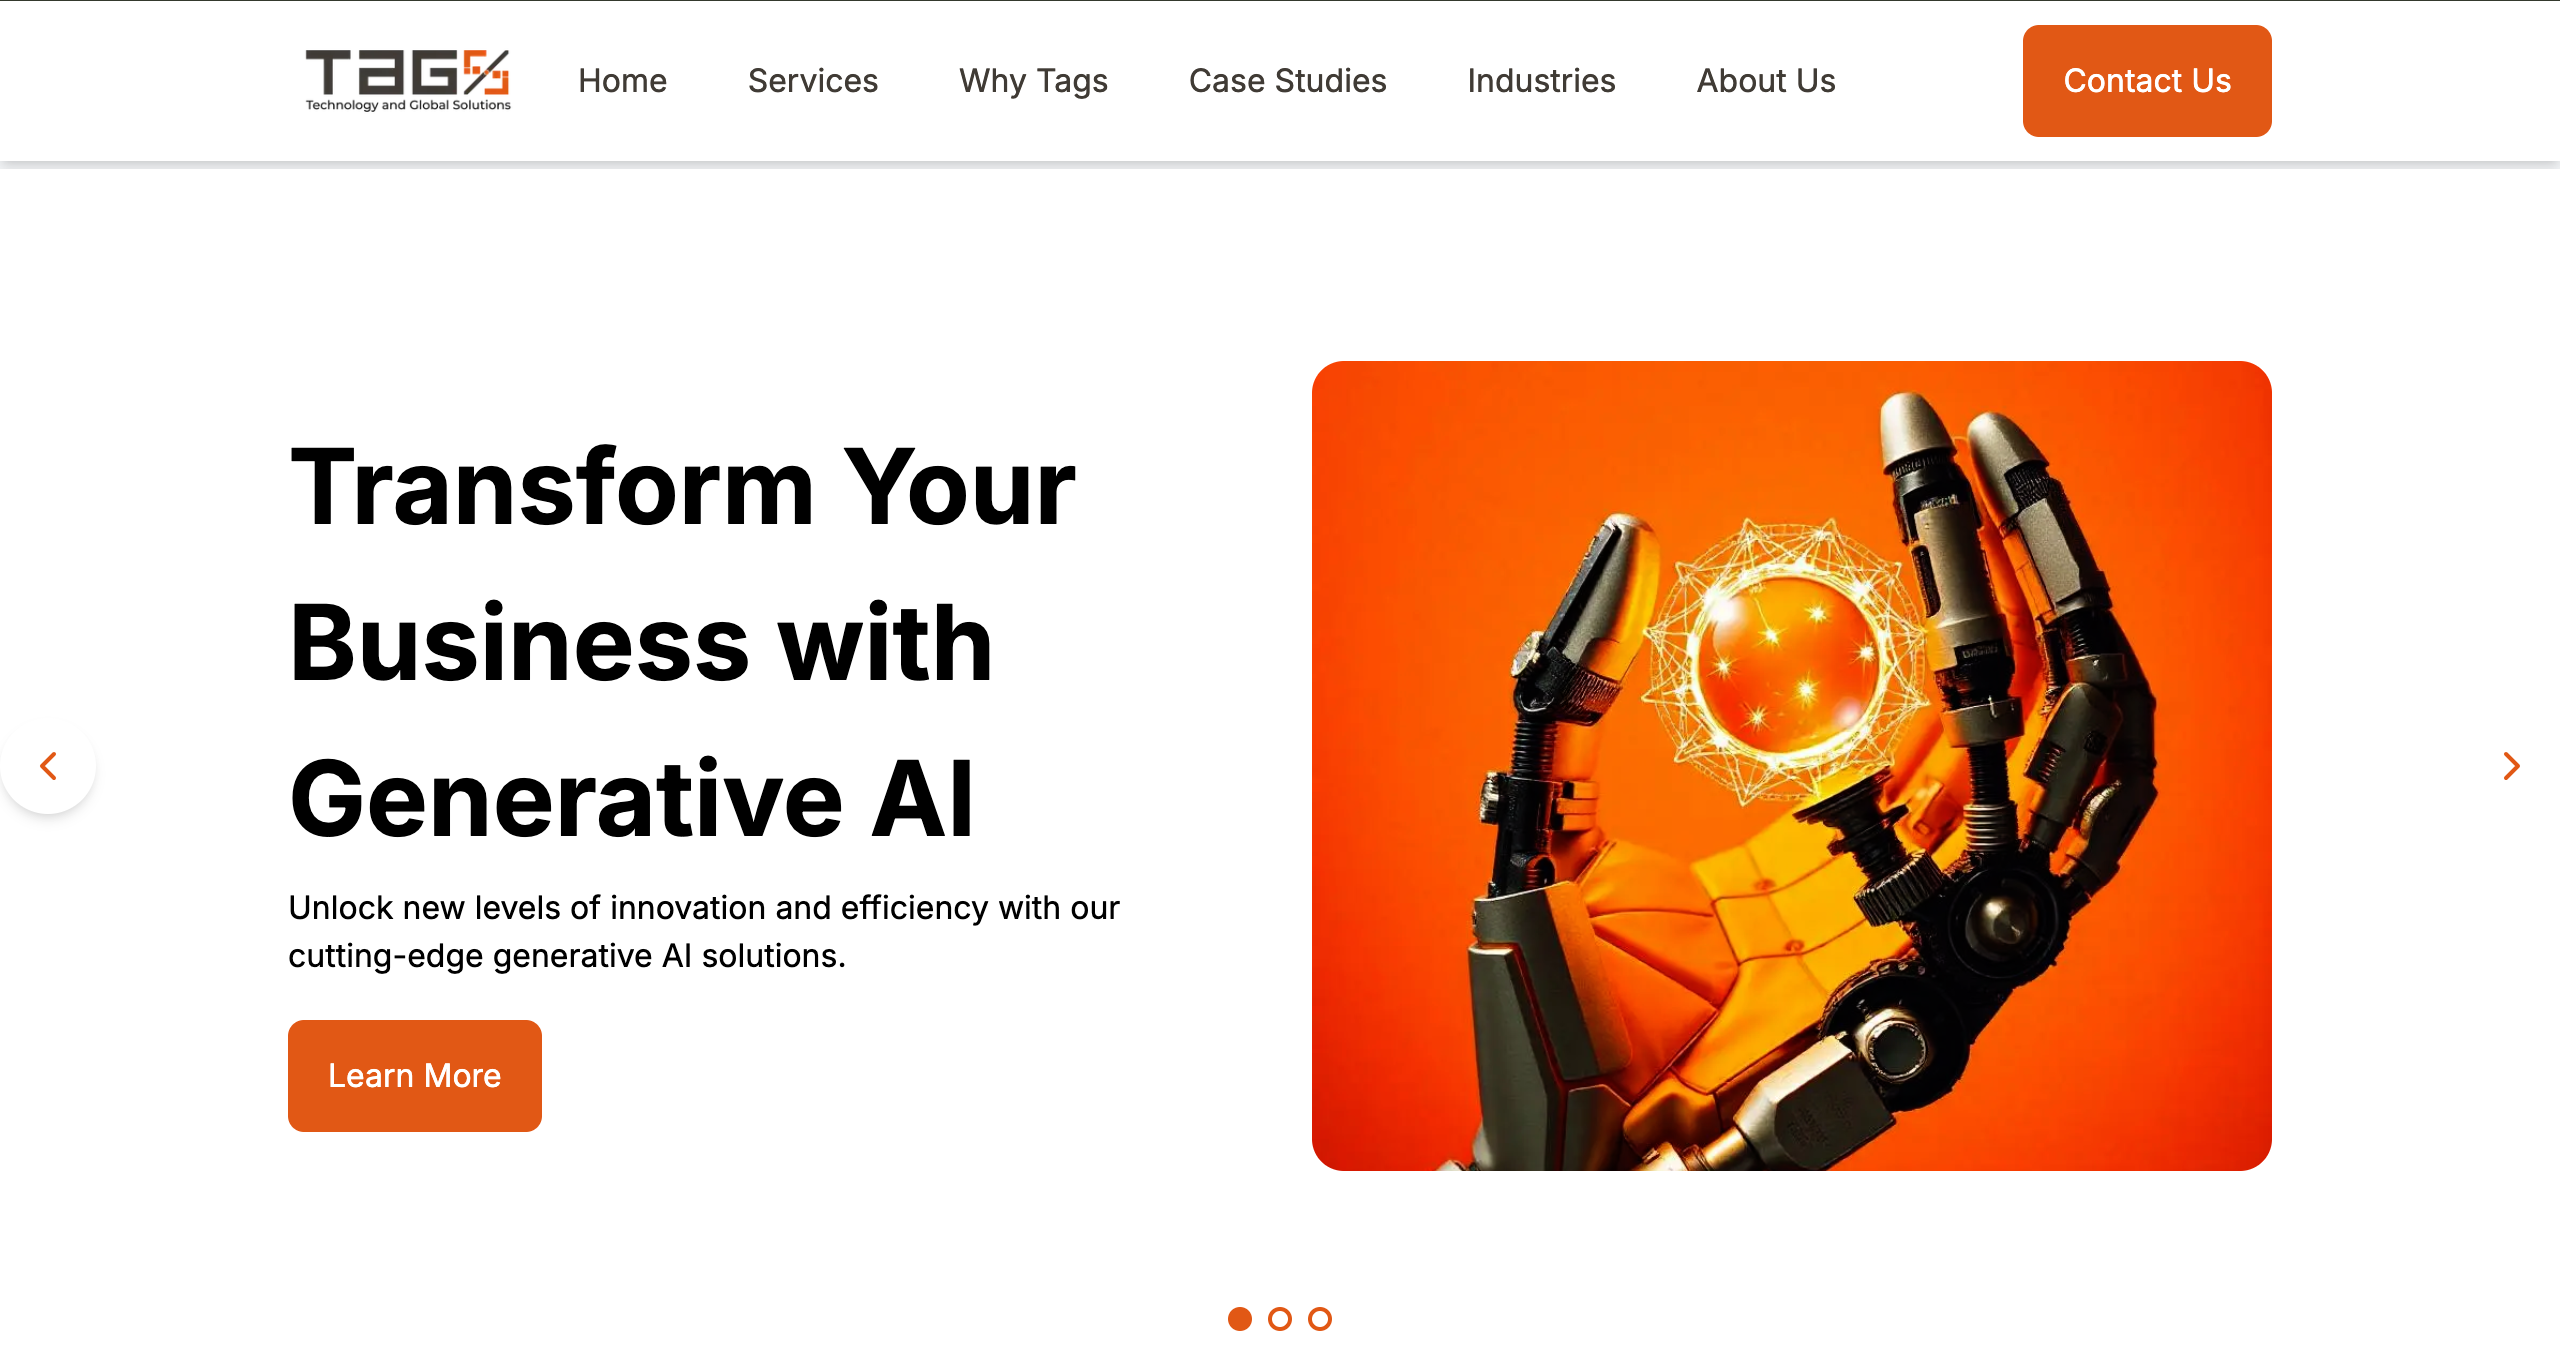 TAGS
Technology and Global Solutions
Home
Services
Why Tags
Case Studies
Industries
About Us
Contact Us
Transform Your
Business with
Generative AI
Unlock new levels of innovation and efficiency with our
cutting-edge generative AI solutions.
Learn More